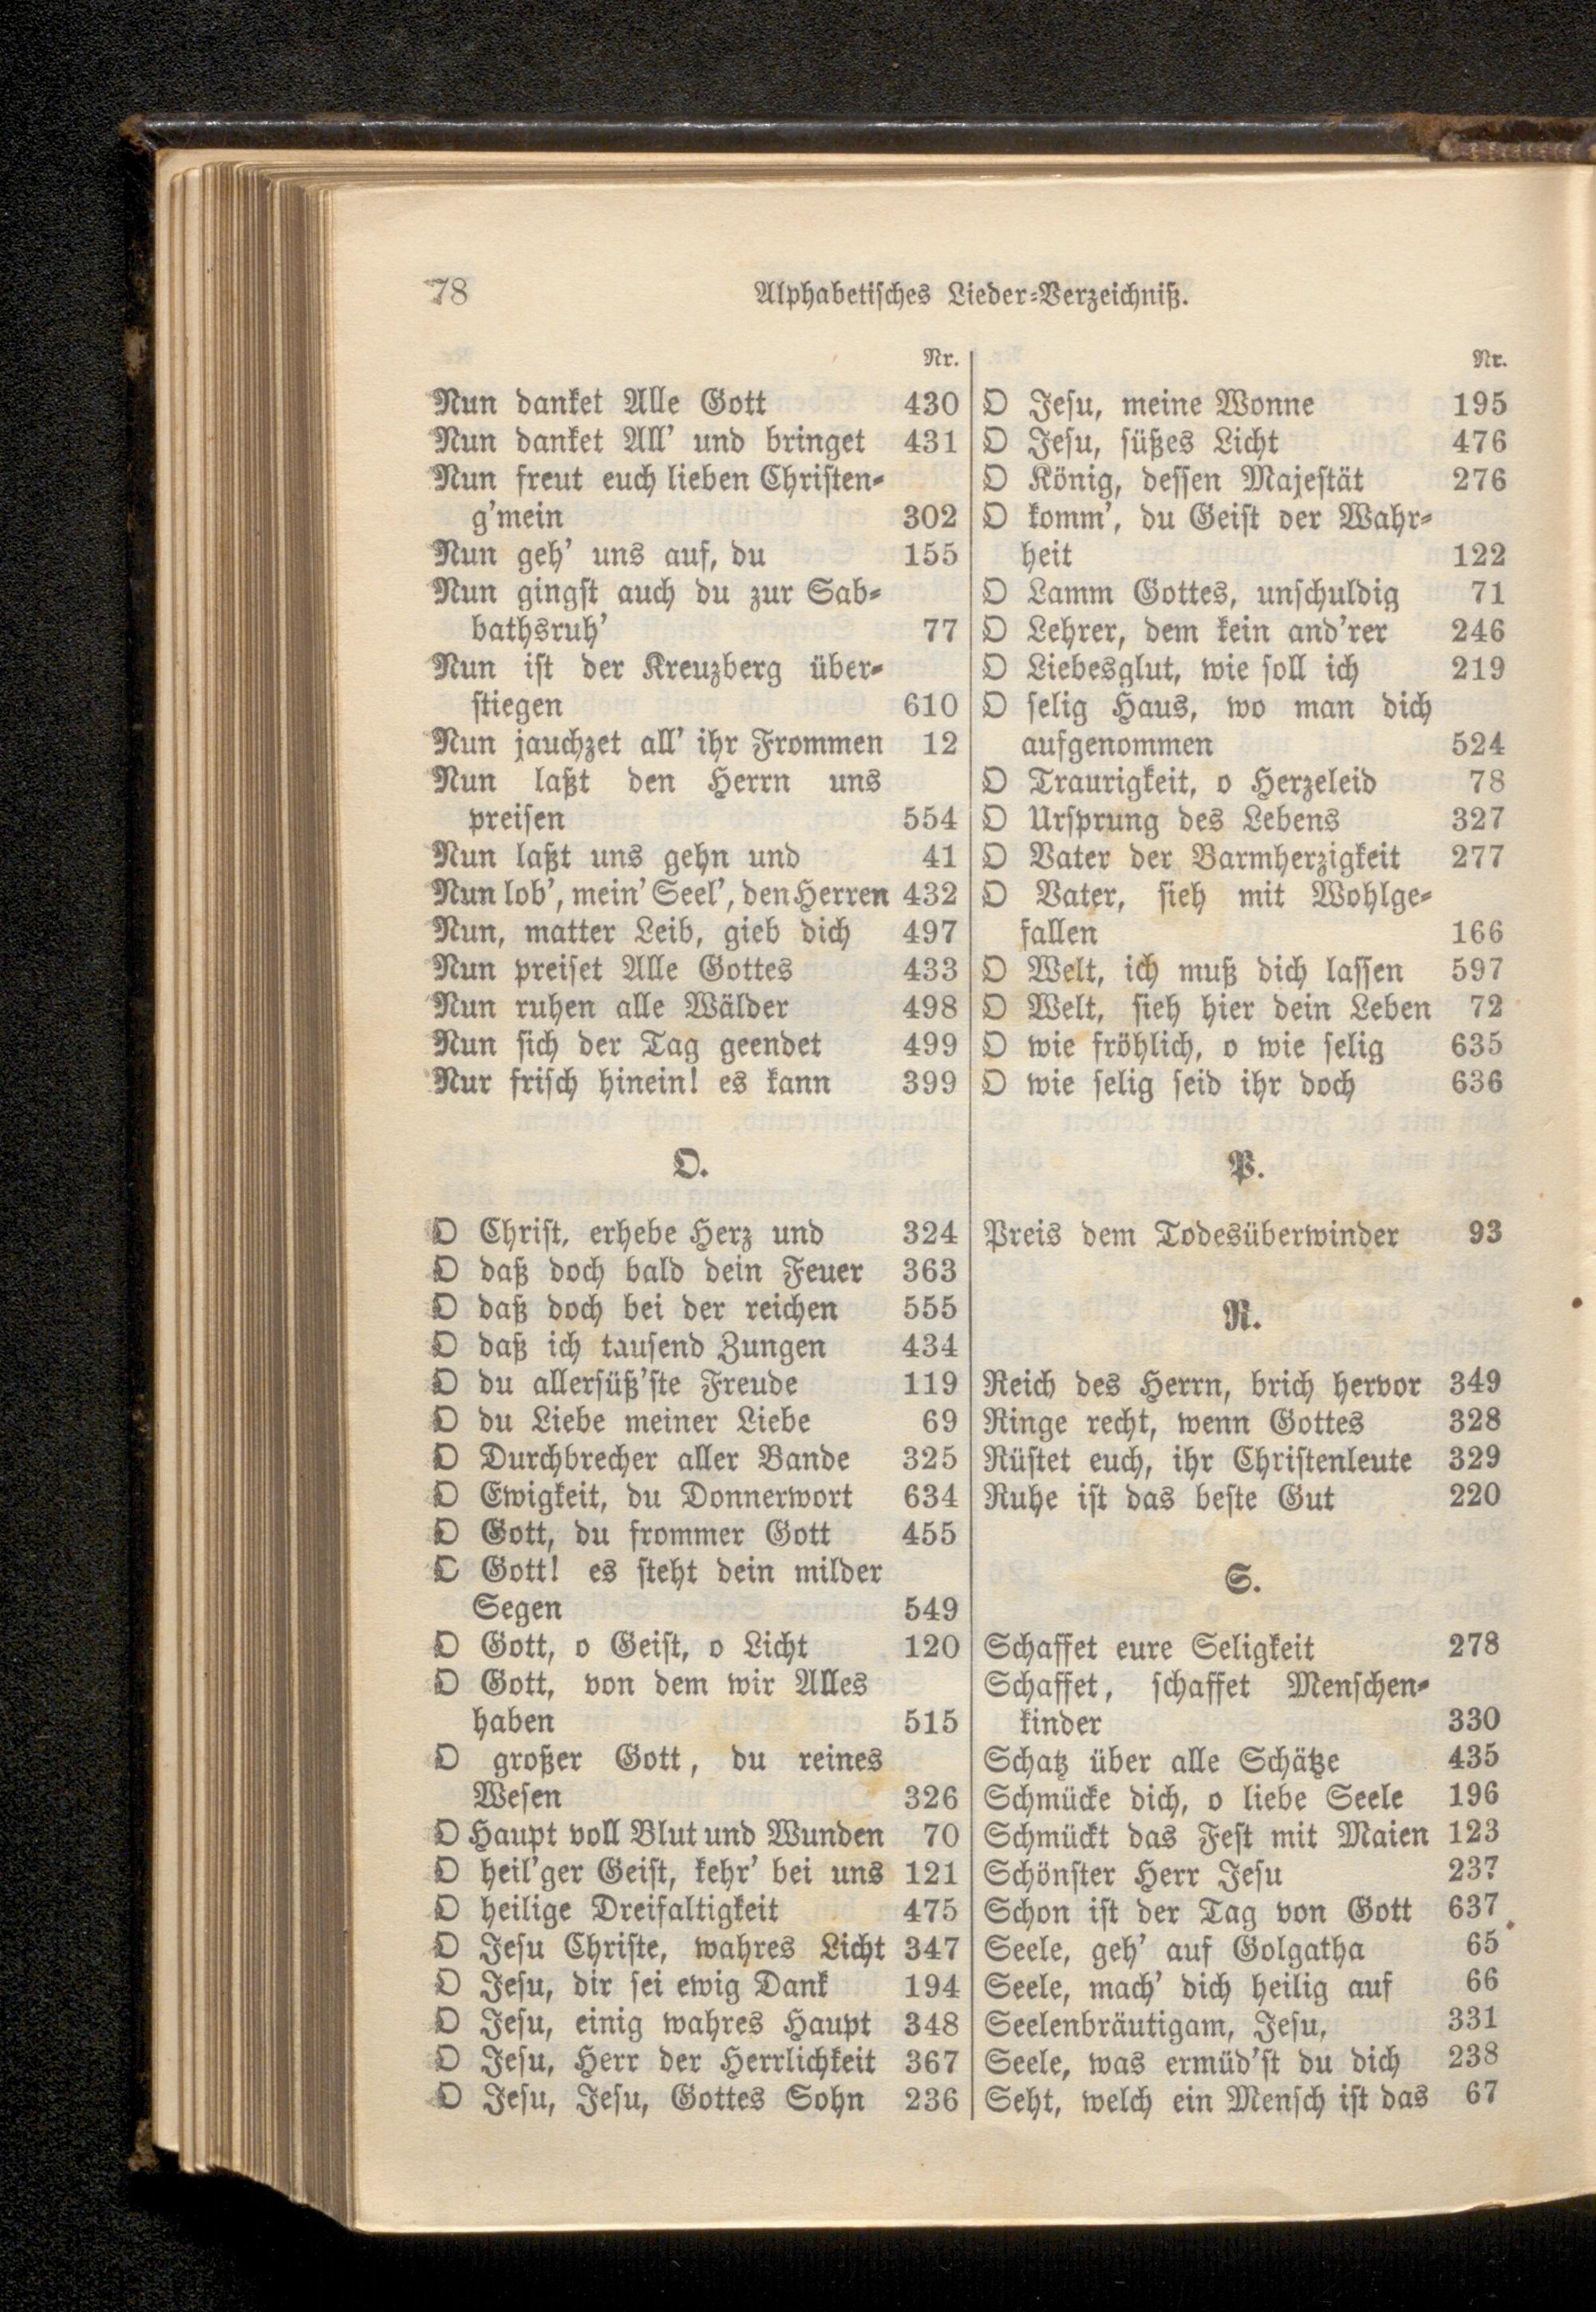 78
Alphabetisches Lieder-Verzeichniß.
Nr.
Nun danket Alle Gott 430
Nun danket All' und bringet 431
Nun freut euch lieben Christen-
g'mein 302
Nun geh' uns auf, du 155
Nun gingst auch du zur Sab-
bathsruh' 77
Nun ist der Kreuzberg über-
stiegen 610
Nun jauchzet all' ihr Frommen 12
Nun laßt den Herrn uns
preisen 554
Nun laßt uns gehn und 41
Nun lob', mein' Seel', den Herren 432
Nun, matter Leib, gieb dich 497
Nun preiset Alle Gottes 433
Nun ruhen alle Wälder 498
Nun sich der Tag geendet 499
Nur frisch hinein! es kann 399
O.
O Christ, erhebe Herz und 324
O daß doch bald dein Feuer 363
O daß doch bei der reichen 555
O daß ich tausend Zungen 434
O du allersüß'ste Freude 119
O du Liebe meiner Liebe 69
O Durchbrecher aller Bande 325
O Ewigkeit, du Donnerwort 634
O Gott, du frommer Gott 455
O Gott! es steht dein milder
Segen 549
O Gott, o Geist, o Licht 120
O Gott, von dem wir Alles
haben 515
O großer Gott, du reines
Wesen 326
O Haupt voll Blut und Wunden 70
O heil'ger Geist, kehr' bei uns 121
O heilige Dreifaltigkeit 475
O Jesu Christe, wahres Licht 347
O Jesu, dir sei ewig Dank 194
O Jesu, einig wahres Haupt 348
O Jesu, Herr der Herrlichkeit 367
O Jesu, Jesu, Gottes Sohn 236
Nr.
O Jesu, meine Wonne 195
O Jesu, süßes Licht 476
O König, dessen Majestät 276
O komm', du Geist der Wahr-
heit 122
O Lamm Gottes, unschuldig 71
O Lehrer, dem kein and'rer 246
O Liebesglut, wie soll ich 219
O selig Haus, wo man dich
aufgenommen 524
O Traurigkeit, o Herzeleid 78
O Ursprung des Lebens 327
O Vater der Barmherzigkeit 277
O Vater, sieh mit Wohlge-
fallen 166
O Welt, ich muß dich lassen 597
O Welt, sieh hier dein Leben 72
O wie fröhlich, o wie selig 635
O wie selig seid ihr doch 636
P.
Preis dem Todesüberwinder 93
R.
Reich des Herrn, brich hervor 349
Ringe recht, wenn Gottes 328
Rüstet euch, ihr Christenleute 329
Ruhe ist das beste Gut 220
S.
Schaffet eure Seligkeit 278
Schaffet, schaffet Menschen-
kinder 330
Schatz über alle Schätze 435
Schmücke dich, o liebe Seele 196
Schmückt das Fest mit Maien 123
Schönster Herr Jesu 237
Schon ist der Tag von Gott 637
Seele, geh' auf Golgatha 65
Seele, mach' dich heilig auf 66
Seelenbräutigam, Jesu, 331
Seele, was ermüd'st du dich 238
Seht, welch ein Mensch ist das 67